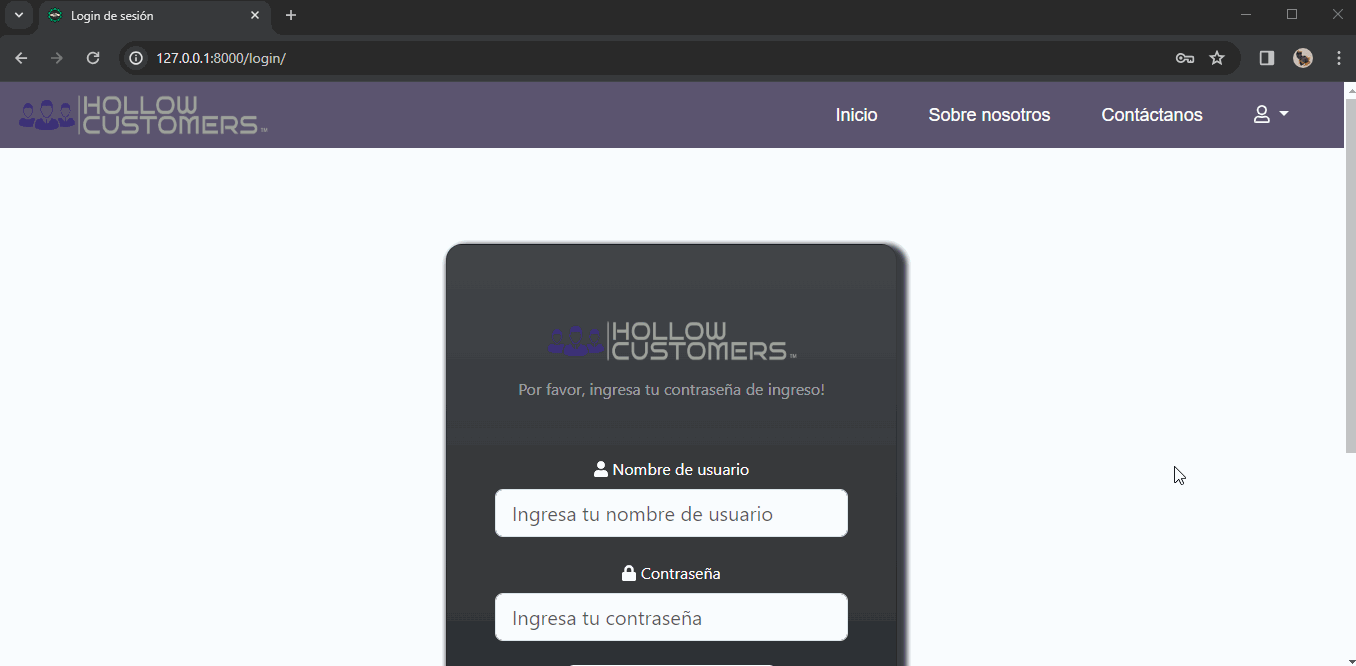 Login de sesión
127.0.0.1:8000/login/
HOLLOW
CUSTOMERS™
Inicio
Sobre nosotros
Contáctanos
HOLLOW
CUSTOMERS™
Por favor, ingresa tu contraseña de ingreso!
Nombre de usuario
Ingresa tu nombre de usuario
Contraseña
Ingresa tu contraseña